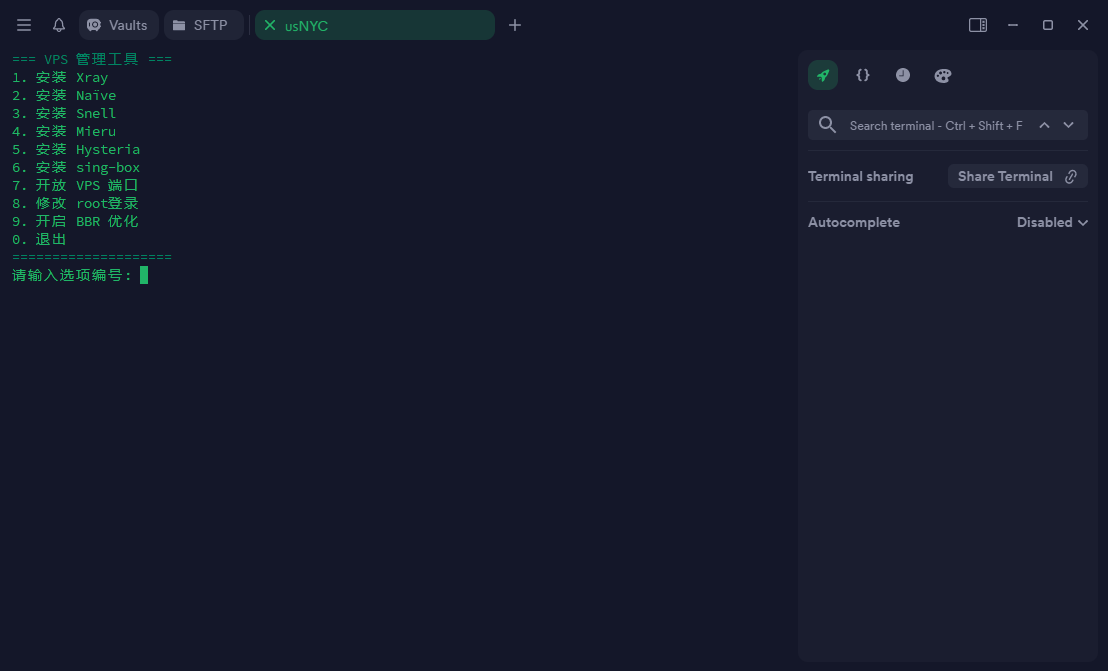 Vaults
SFTP
usNYC
=== VPS 管理工具 ===
1. 安装 Xray
2. 安装 Naïve
3. 安装 Snell
4. 安装 Mieru
5. 安装 Hysteria
6. 安装 sing-box
7. 开放 VPS 端口
8. 修改 root登录
9. 开启 BBR 优化
0. 退出
====================
请输入选项编号:
{}
Search terminal - Ctrl + Shift + F
Terminal sharing
Share Terminal
Autocomplete
Disabled